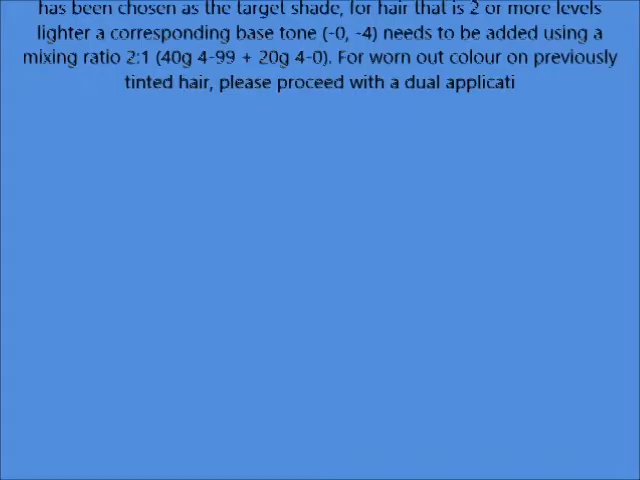 has been chosen as the target shade, for hair that is 2 or more levels
lighter a corresponding base tone (-0, -4) needs to be added using a
mixing ratio 2:1 (40g 4-99 + 20g 4-0). For worn out colour on previously
tinted hair, please proceed with a dual applicati